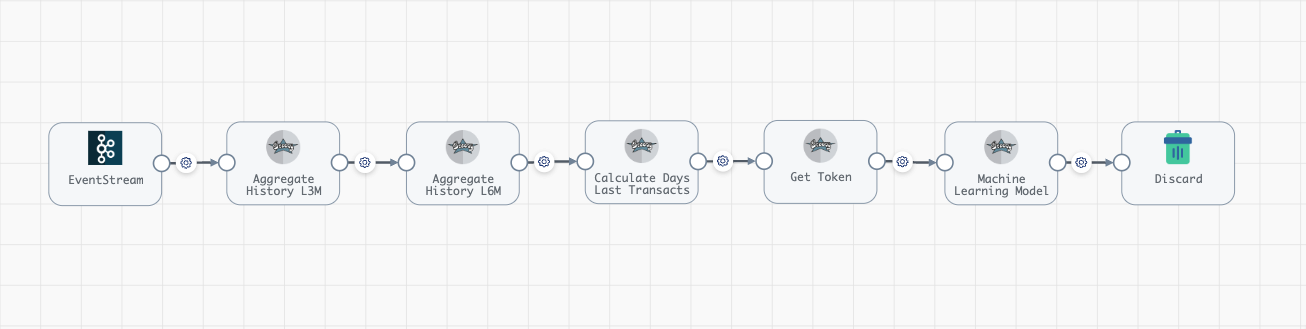 EventStream
Aggregate
History L3M
Aggregate
History L6M
Calculate Days
Last Transacts
Get Token
Machine
Learning Model
Discard